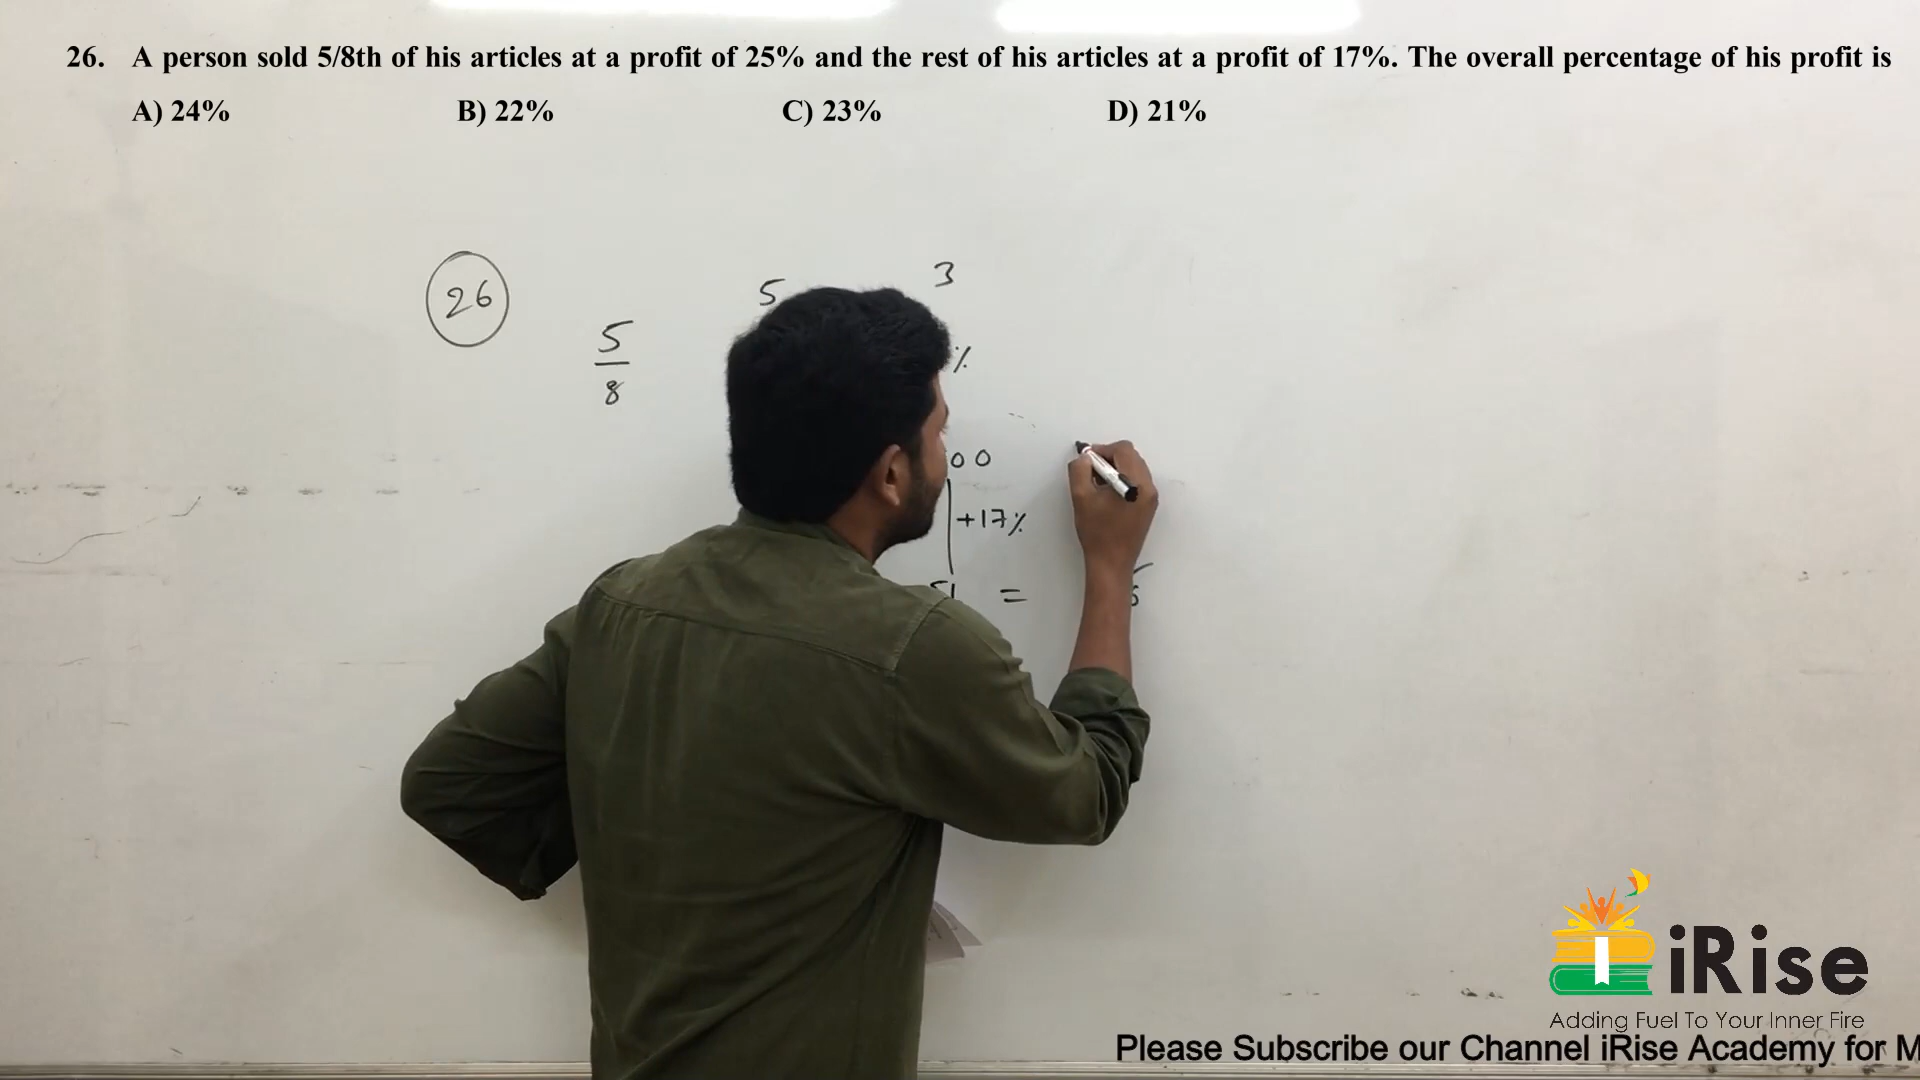 26. A person sold 5/8th of his articles at a profit of 25% and the rest of his articles at a profit of 17%. The overall percentage of his profit is
A) 24% B) 22% C) 23% D) 21%
26
5 3
5
8
%
00
+17%
51 =
iRise
Adding Fuel To Your Inner Fire
Please Subscribe our Channel iRise Academy for M